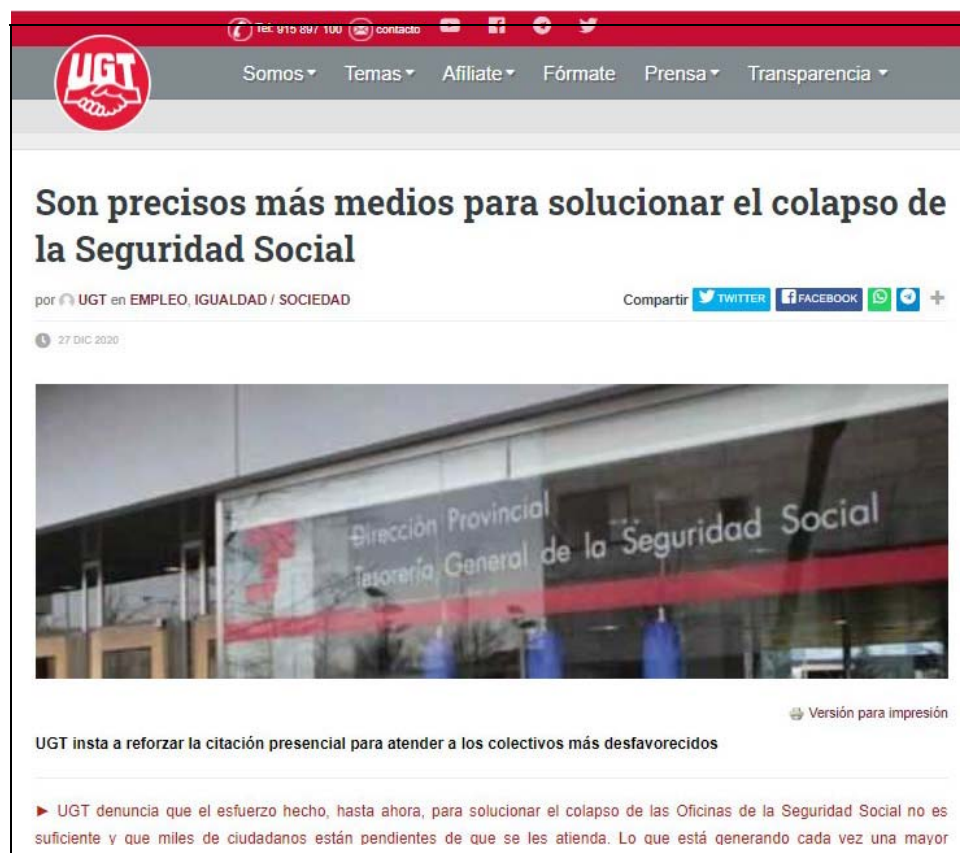 Tel: 915 897 100 contacto
UGT
Somos Temas Afiliate Fórmate Prensa Transparencia
Son precisos más medios para solucionar el colapso de
la Seguridad Social
por UGT en EMPLEO, IGUALDAD / SOCIEDAD
Compartir TWITTER FACEBOOK
27 DIC 2020
Dirección Provincial
Tesorería General de la Seguridad Social
Versión para impresión
UGT insta a reforzar la citación presencial para atender a los colectivos más desfavorecidos
► UGT denuncia que el esfuerzo hecho, hasta ahora, para solucionar el colapso de las Oficinas de la Seguridad Social no es
suficiente y que miles de ciudadanos están pendientes de que se les atienda. Lo que está generando cada vez una mayor